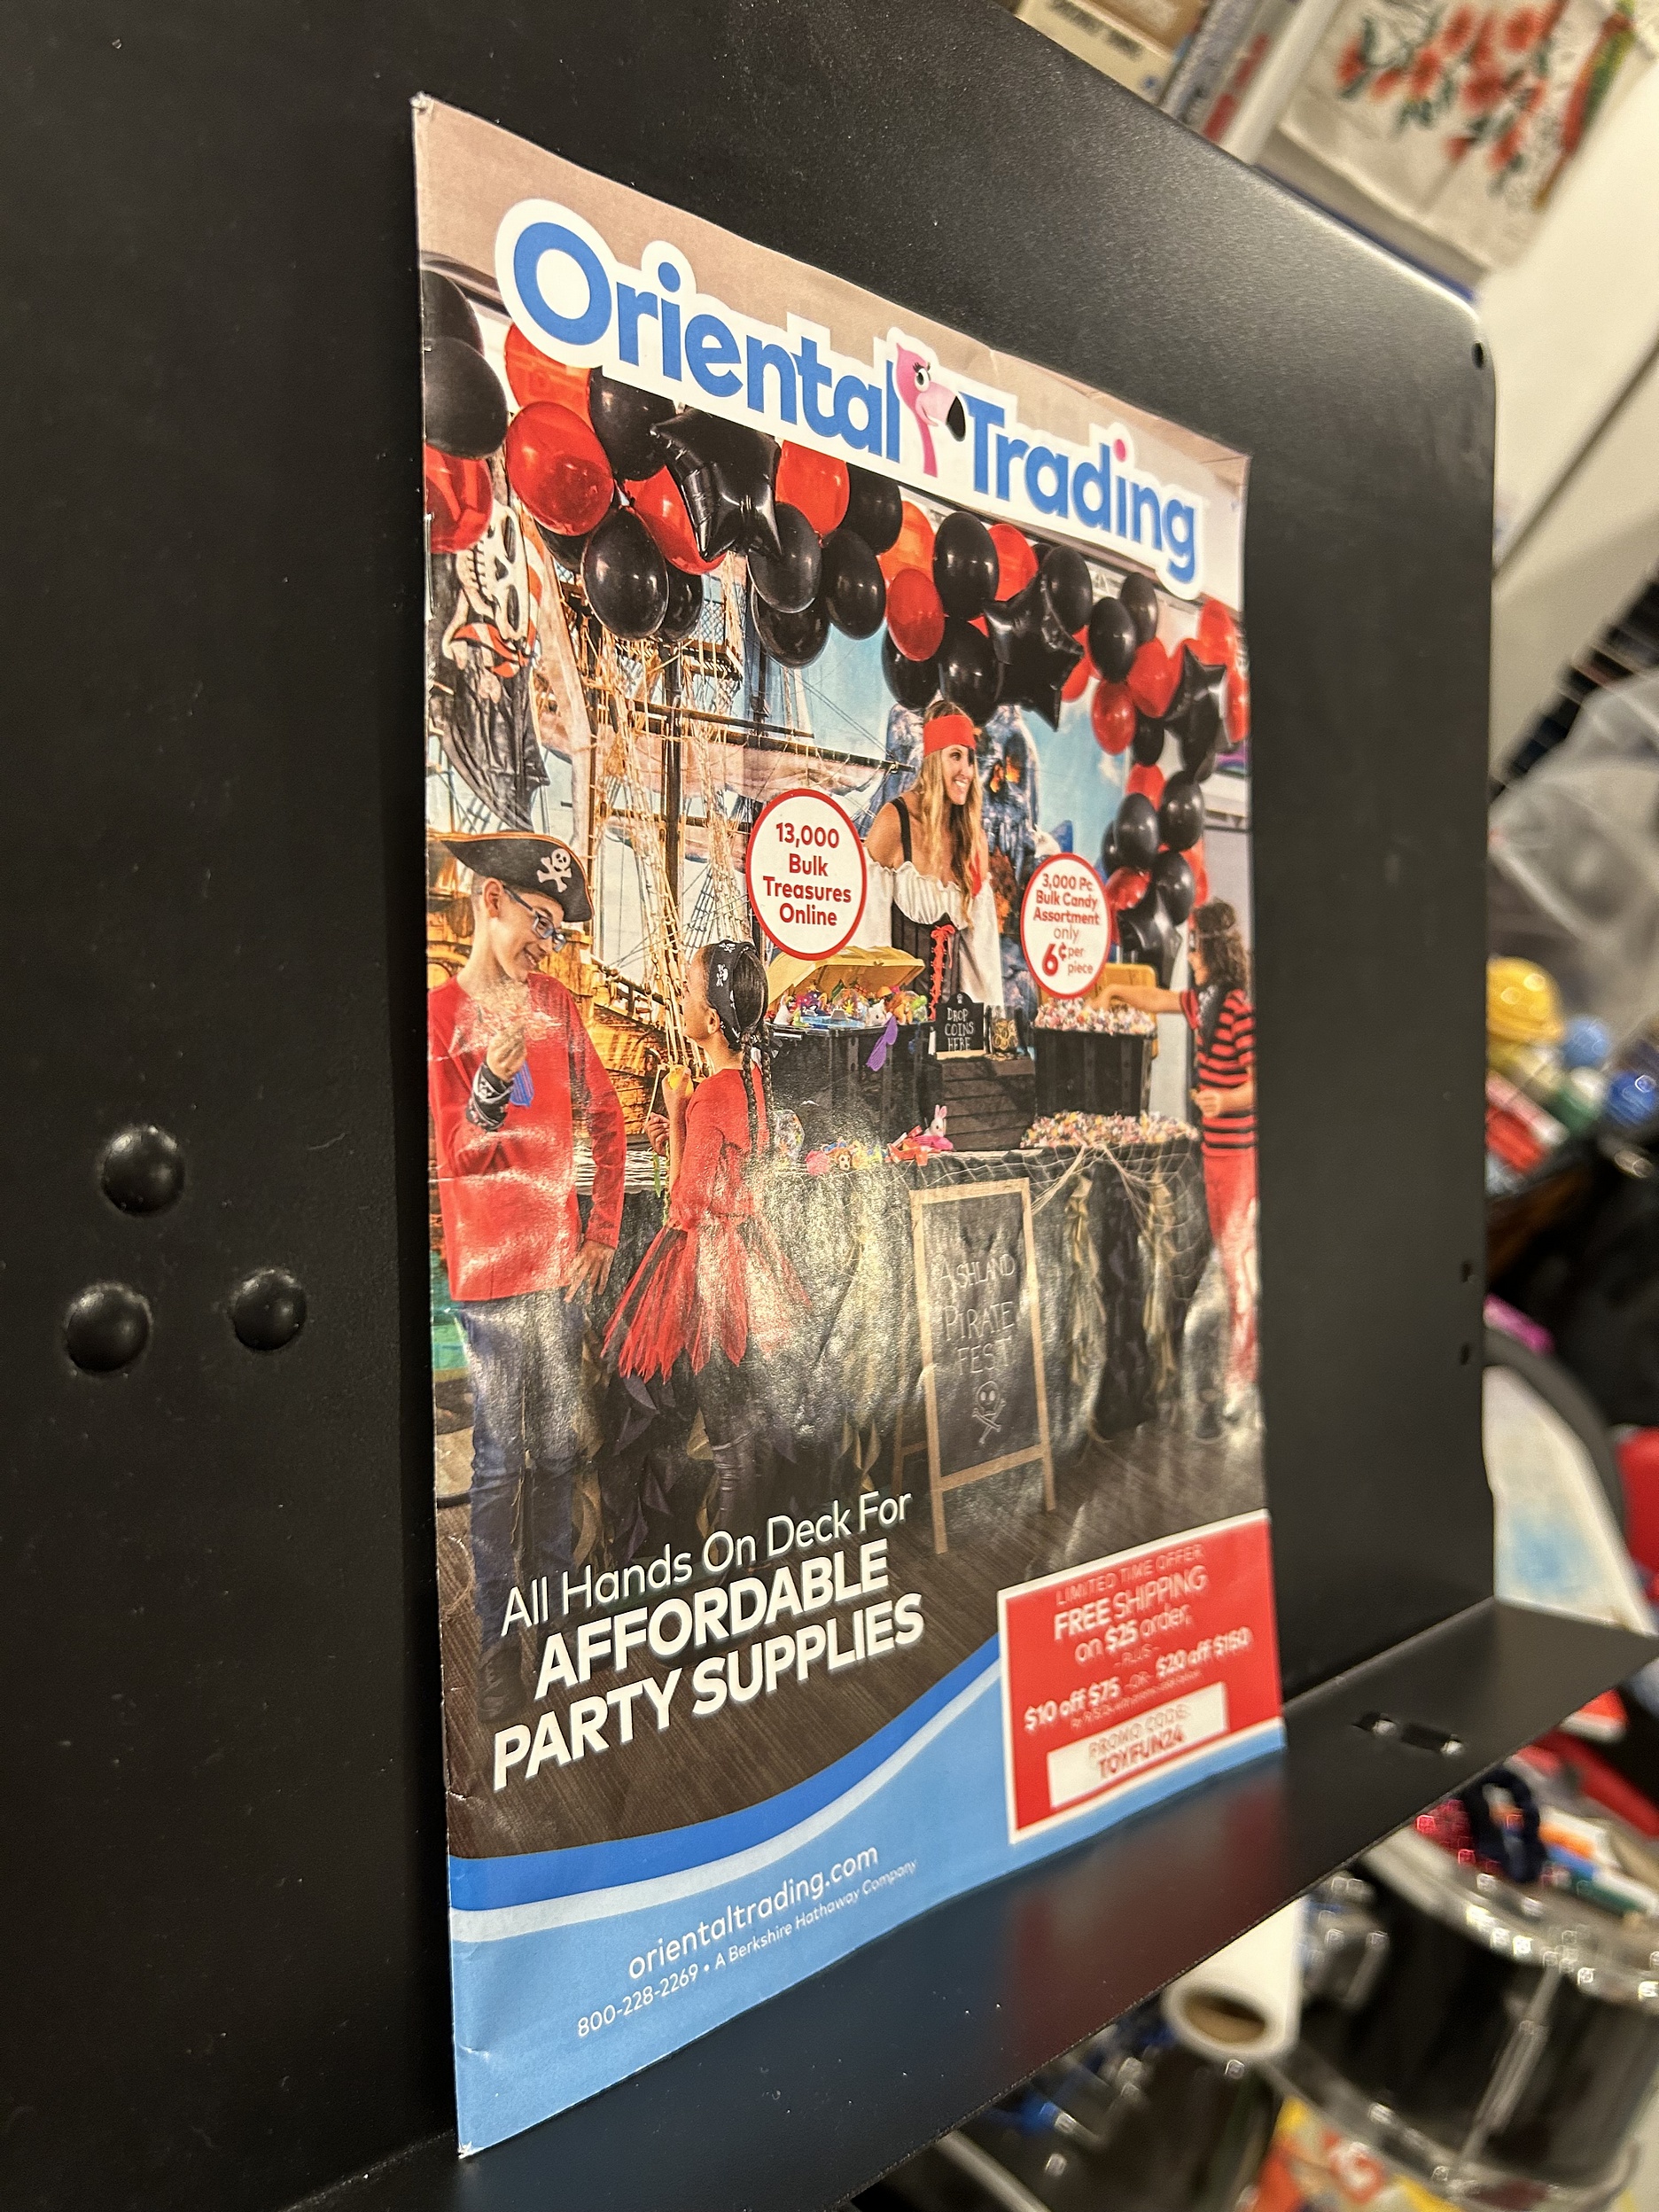 Oriental Trading
13,000
Bulk
Treasures
Online
3,000 Pc
Bulk Candy
Assortment
only
6¢ per
piece
DROP
COINS
HERE
ASHLAND
PIRATE
FEST
All Hands On Deck For
AFFORDABLE
PARTY SUPPLIES
LIMITED TIME OFFER
FREE SHIPPING
on $25 order,
- PLUS -
$10 off $75 -OR- $20 off $150
PROMO CODE:
TOYFUN24
orientaltrading.com
800-228-2269 • A Berkshire Hathaway Company